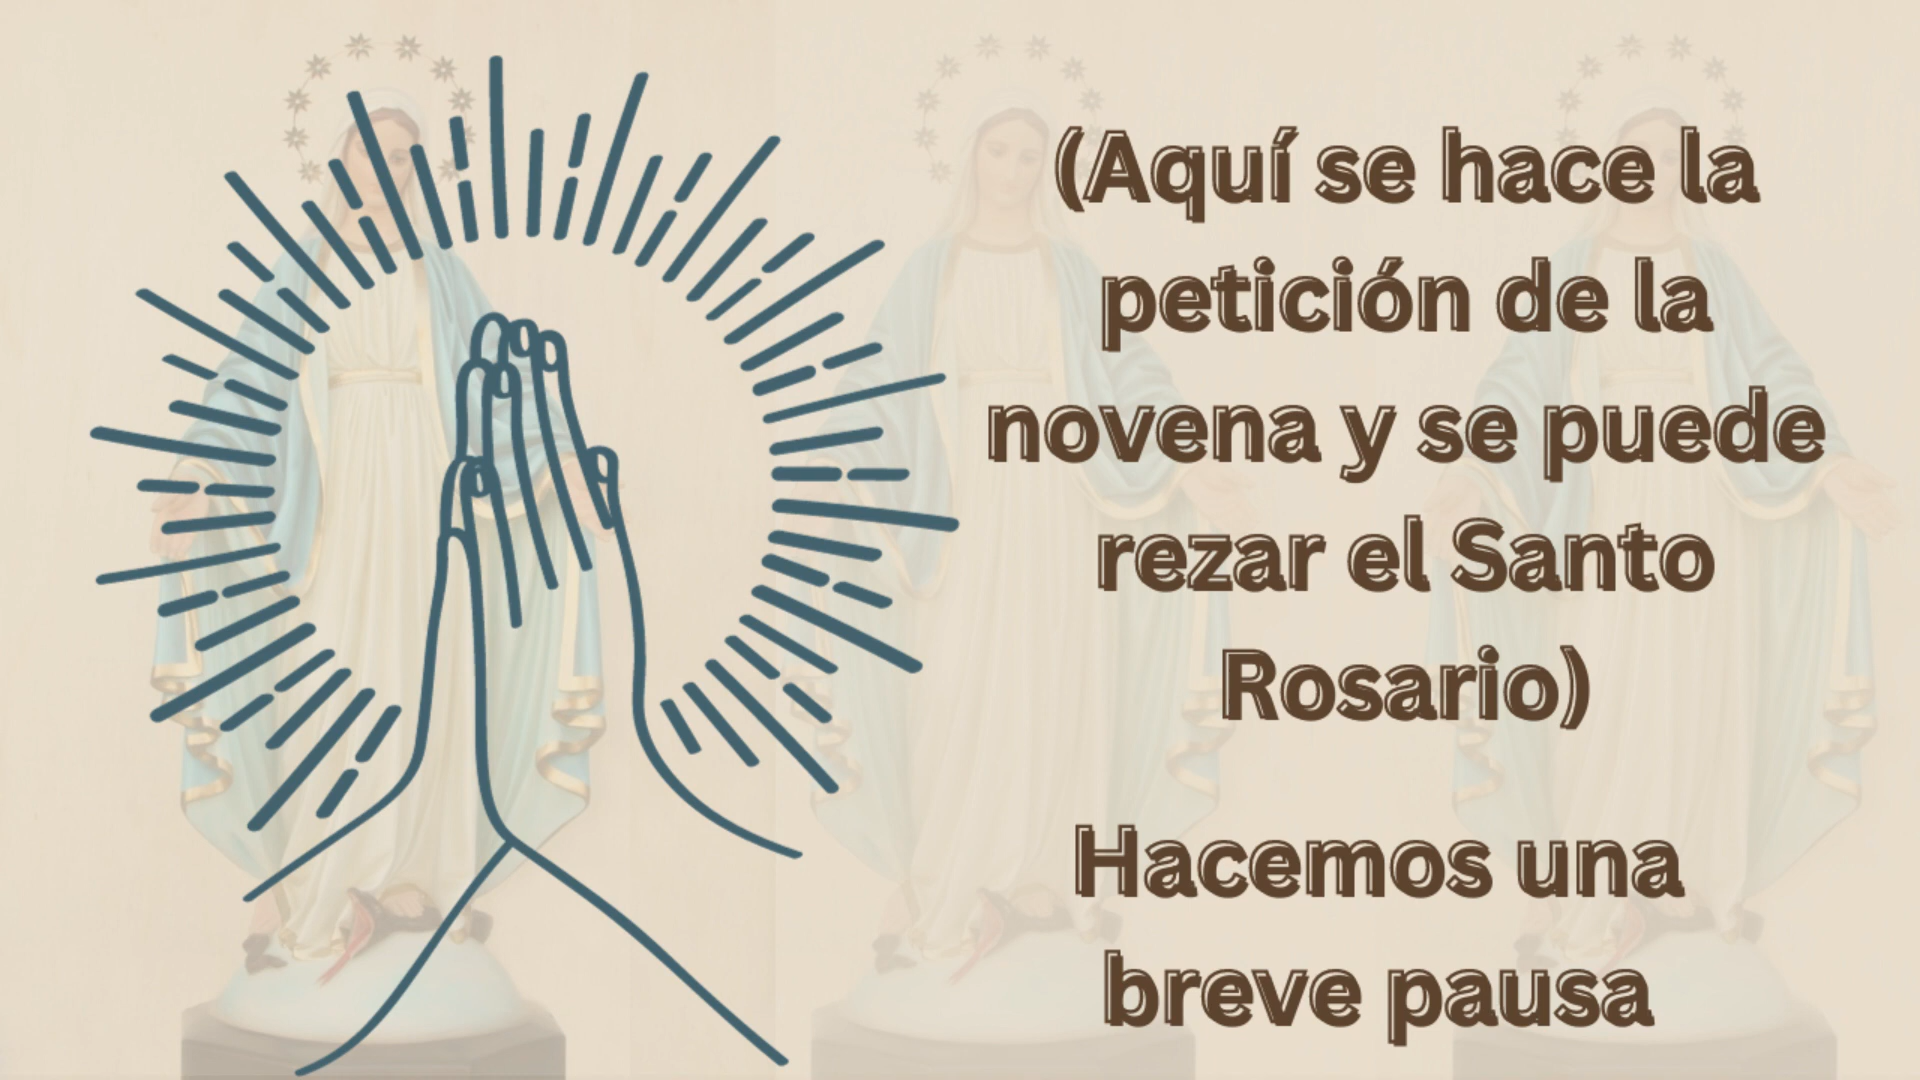 (Aquí se hace la
petición de la
novena y se puede
rezar el Santo
Rosario)
Hacemos una
breve pausa